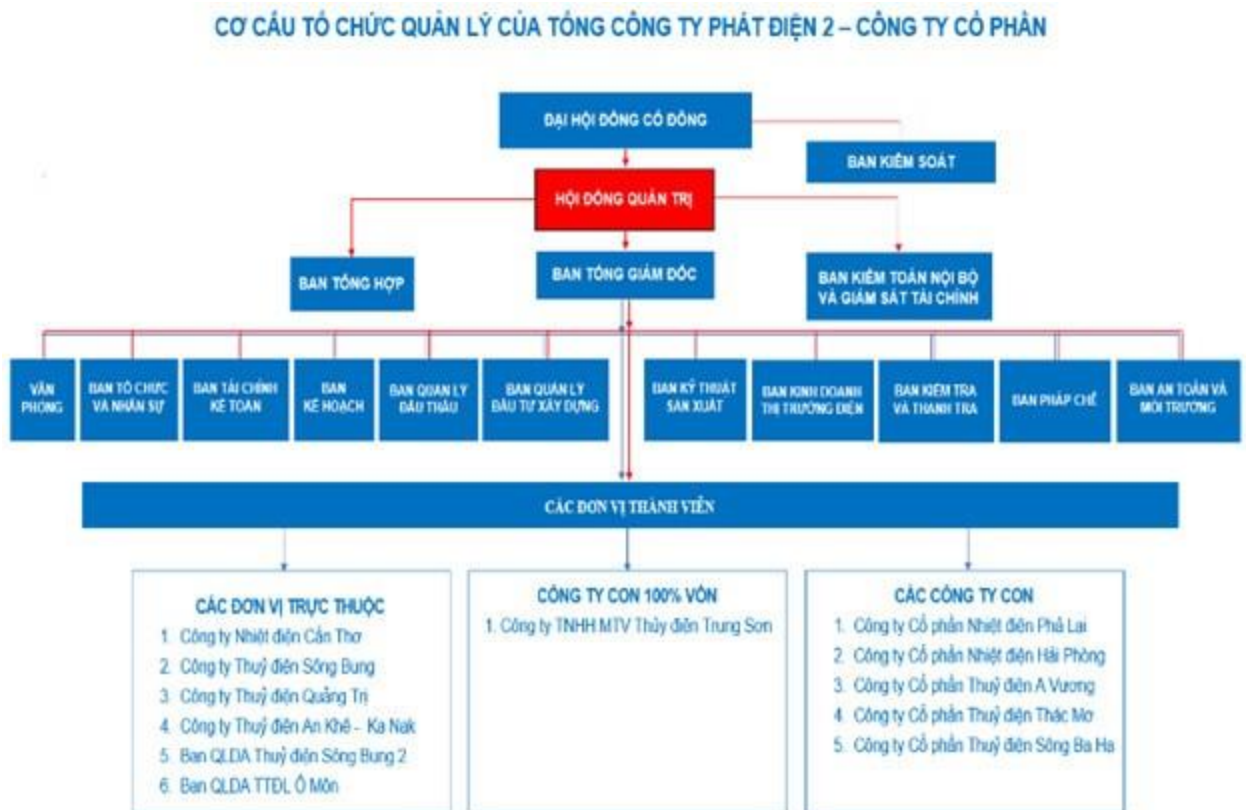 CƠ CẤU TỔ CHỨC QUẢN LÝ CỦA TỔNG CÔNG TY PHÁT ĐIỆN 2 – CÔNG TY CỔ PHẦN
ĐẠI HỘI ĐỒNG CỔ ĐÔNG
BAN KIỂM SOÁT
HỘI ĐỒNG QUẢN TRỊ
BAN TỔNG HỢP
BAN TỔNG GIÁM ĐỐC
BAN KIỂM TOÁN NỘI BỘ
VÀ GIÁM SÁT TÀI CHÍNH
VĂN
PHÒNG
BAN TỔ CHỨC
VÀ NHÂN SỰ
BAN TÀI CHÍNH
KẾ TOÁN
BAN
KẾ HOẠCH
BAN QUẢN LÝ
ĐẤU THẦU
BAN QUẢN LÝ
ĐẦU TƯ XÂY DỰNG
BAN KỸ THUẬT
SẢN XUẤT
BAN KINH DOANH
THỊ TRƯỜNG ĐIỆN
BAN KIỂM TRA
VÀ THANH TRA
BAN PHÁP CHẾ
BAN AN TOÀN VÀ
MÔI TRƯỜNG
CÁC ĐƠN VỊ THÀNH VIÊN
CÁC ĐƠN VỊ TRỰC THUỘC
1. Công ty Nhiệt điện Cần Thơ
2. Công ty Thuỷ điện Sông Bung
3. Công ty Thuỷ điện Quảng Trị
4. Công ty Thuỷ điện An Khê - Ka Nak
5. Ban QLDA Thuỷ điện Sông Bung 2
6. Ban QLDA TTĐL Ô Môn
CÔNG TY CON 100% VỐN
1. Công ty TNHH MTV Thủy điện Trung Sơn
CÁC CÔNG TY CON
1. Công ty Cổ phần Nhiệt điện Phả Lại
2. Công ty Cổ phần Nhiệt điện Hải Phòng
3. Công ty Cổ phần Thuỷ điện A Vương
4. Công ty Cổ phần Thuỷ điện Thác Mơ
5. Công ty Cổ phần Thuỷ điện Sông Ba Hạ